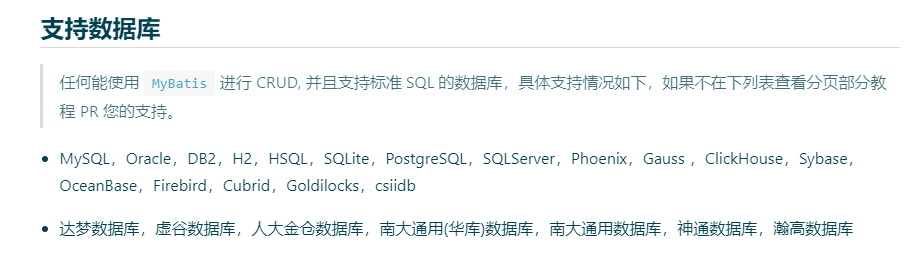 支持数据库
任何能使用 MyBatis 进行 CRUD, 并且支持标准 SQL 的数据库，具体支持情况如下，如果不在下列表查看分页部分教
程 PR 您的支持。
MySQL，Oracle，DB2，H2，HSQL，SQLite，PostgreSQL，SQLServer，Phoenix，Gauss ，ClickHouse，Sybase，
OceanBase，Firebird，Cubrid，Goldilocks，csiidb
达梦数据库，虚谷数据库，人大金仓数据库，南大通用(华库)数据库，南大通用数据库，神通数据库，瀚高数据库